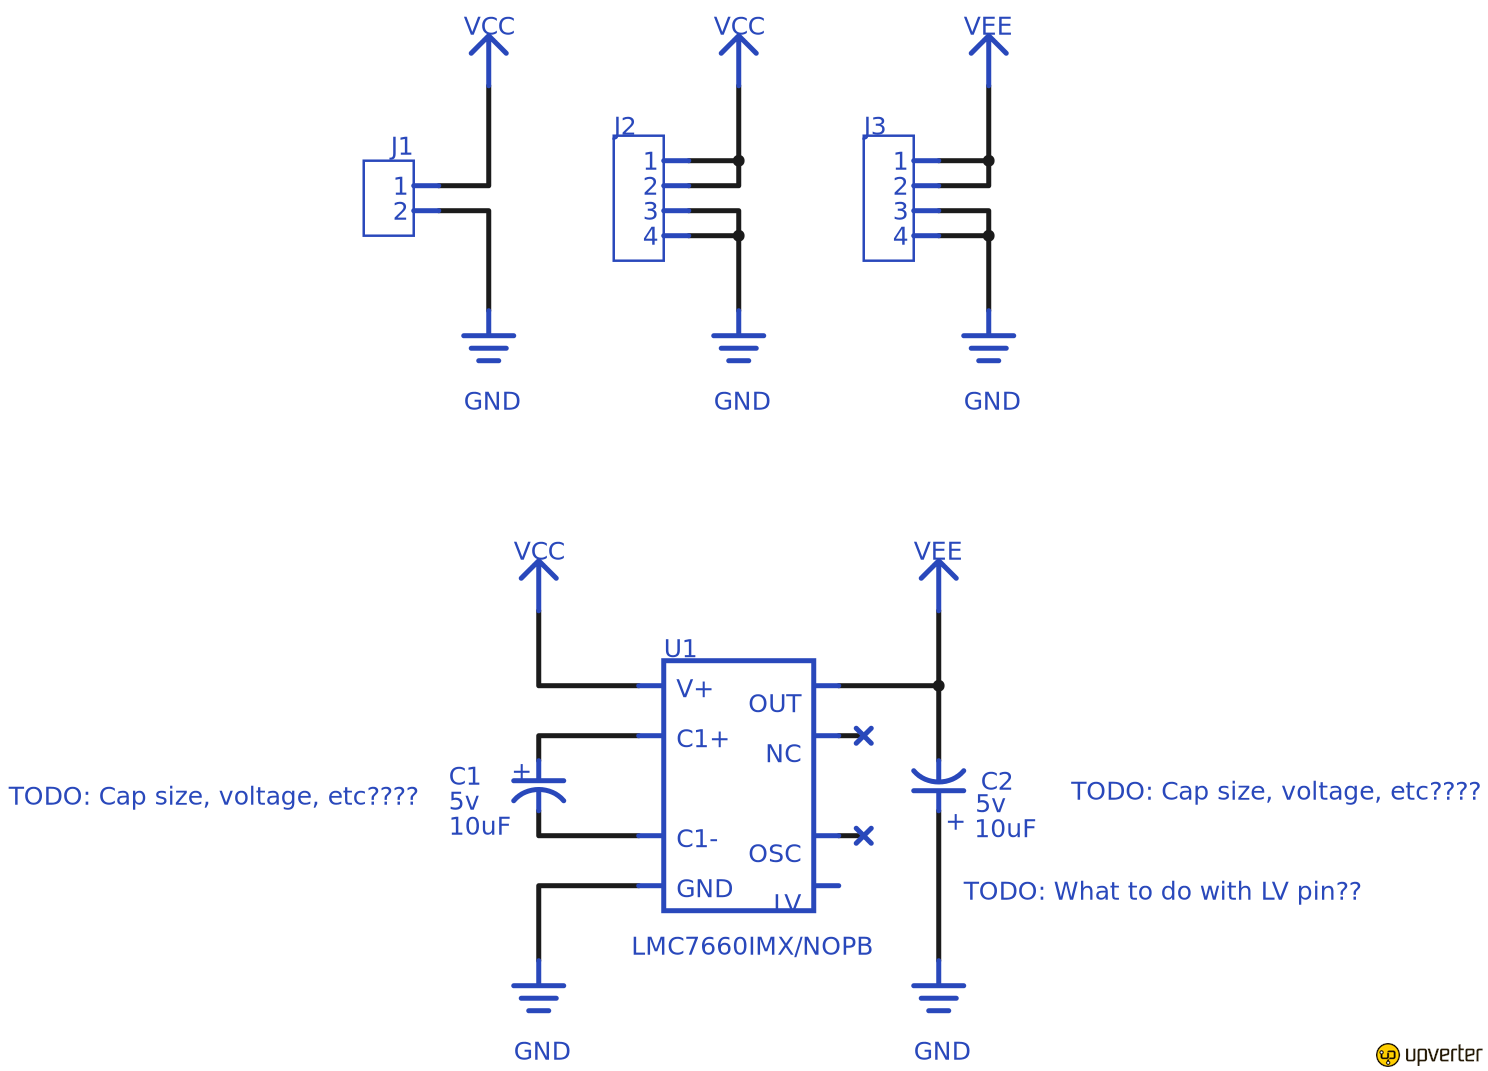 VCC
VCC
VEE
J1
1
2
J2
1
2
3
4
J3
1
2
3
4
GND
GND
GND
VCC
VEE
U1
V+
C1+
C1-
GND
OUT
NC
OSC
LV
LMC7660IMX/NOPB
TODO: Cap size, voltage, etc????
C1
5v
10uF
+
C2
5v
10uF
+
TODO: Cap size, voltage, etc????
TODO: What to do with LV pin??
GND
GND
upverter